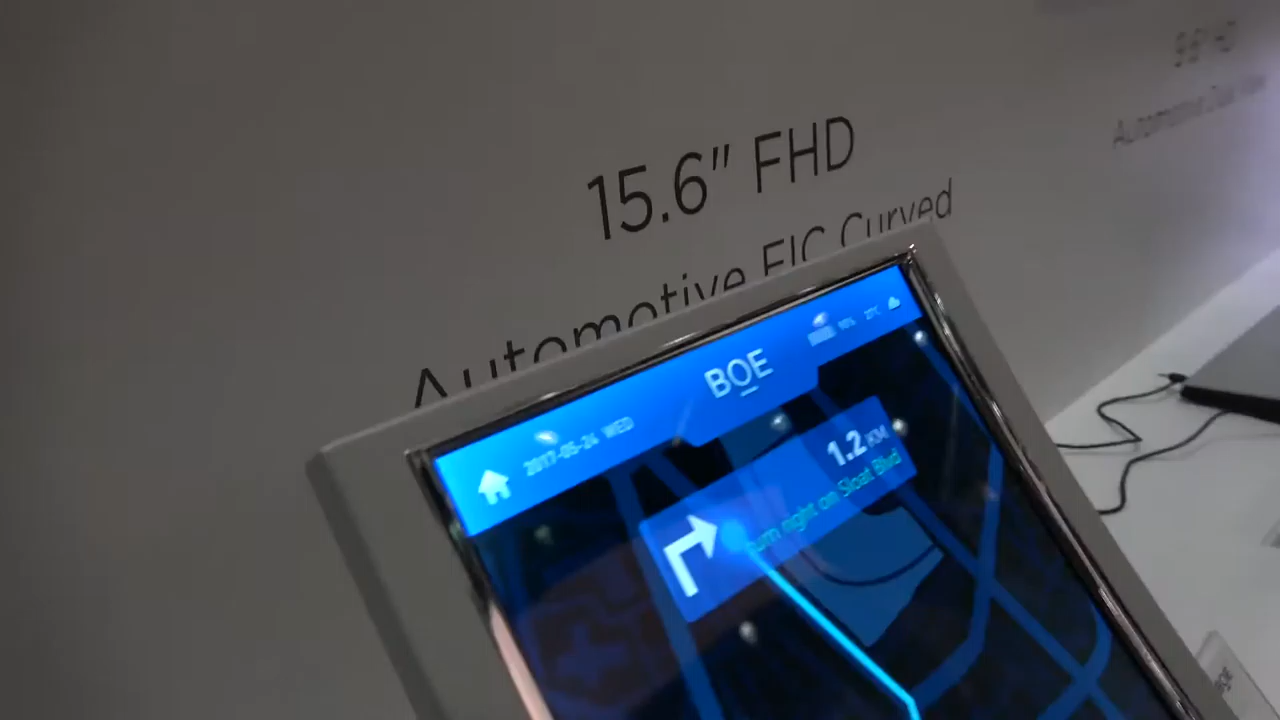 15.6" FHD
Automotive FIC Curved
BOE
2017-05-24 WED
1.2 KM
turn right on Sloat Blvd